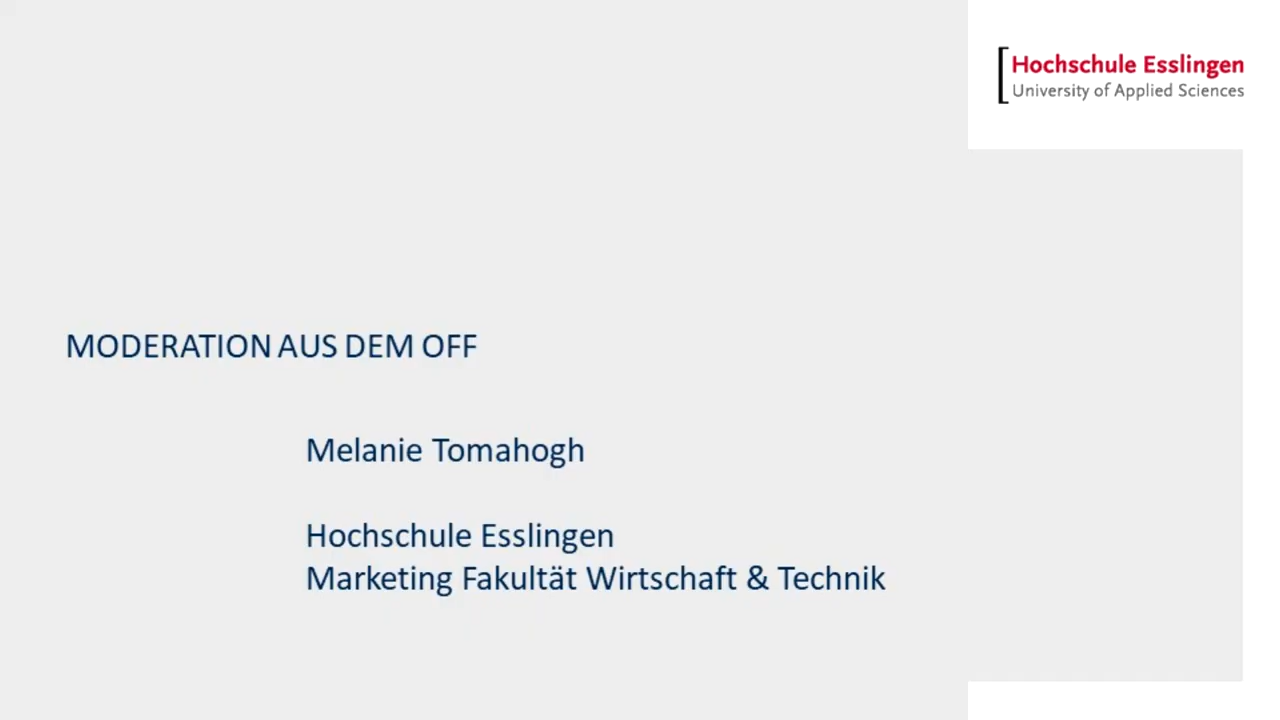 Hochschule Esslingen
University of Applied Sciences
MODERATION AUS DEM OFF
Melanie Tomahogh
Hochschule Esslingen
Marketing Fakultät Wirtschaft & Technik